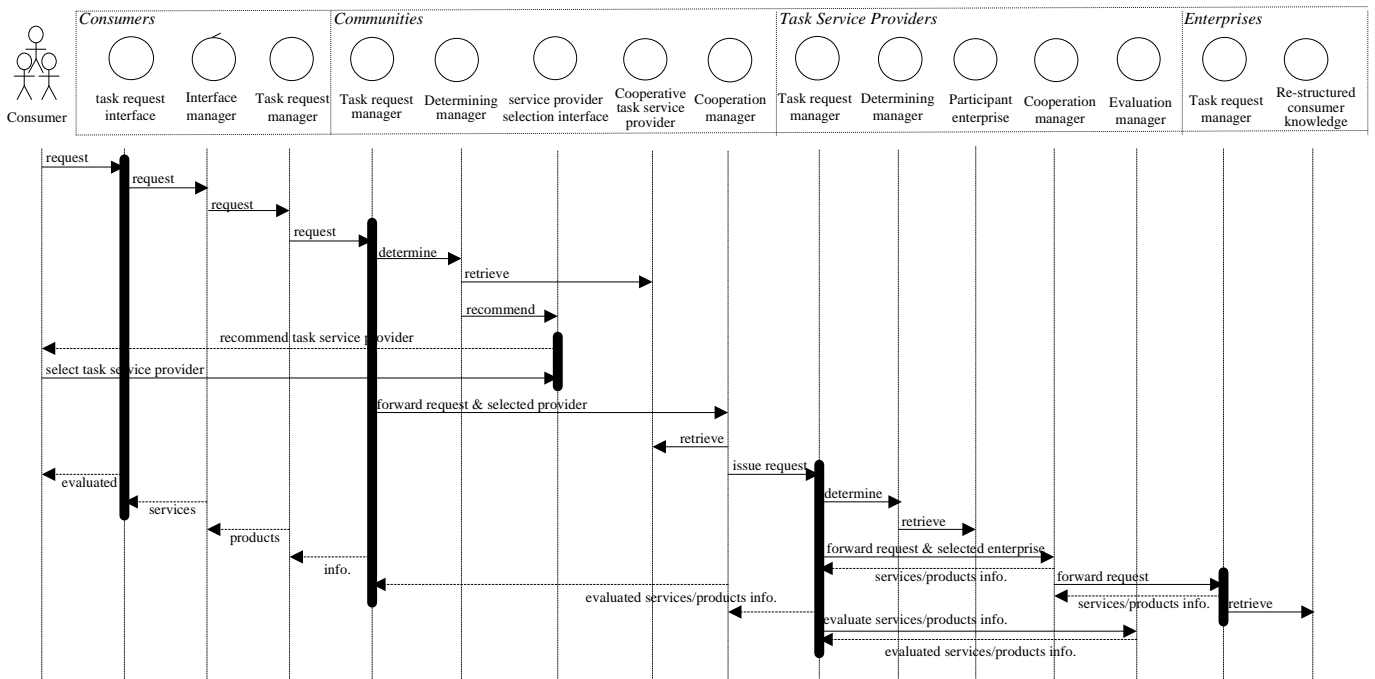 Consumers
Communities
Task Service Providers
Enterprises
Consumer
task request
interface
Interface
manager
Task request
manager
Task request
manager
Determining
manager
service provider
selection interface
Cooperative
task service
provider
Cooperation
manager
Task request
manager
Determining
manager
Participant
enterprise
Cooperation
manager
Evaluation
manager
Task request
manager
Re-structured
consumer
knowledge
request
request
request
request
determine
retrieve
recommend
recommend task service provider
select task service provider
forward request & selected provider
retrieve
issue request
evaluated
determine
services
retrieve
products
forward request & selected enterprise
info.
services/products info.
forward request
evaluated services/products info.
services/products info.
retrieve
evaluate services/products info.
evaluated services/products info.